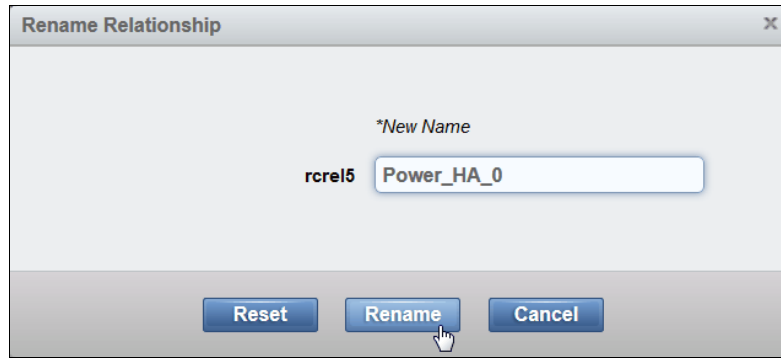 Rename Relationship x
*New Name
rcrel5 Power_HA_0
Reset Rename Cancel